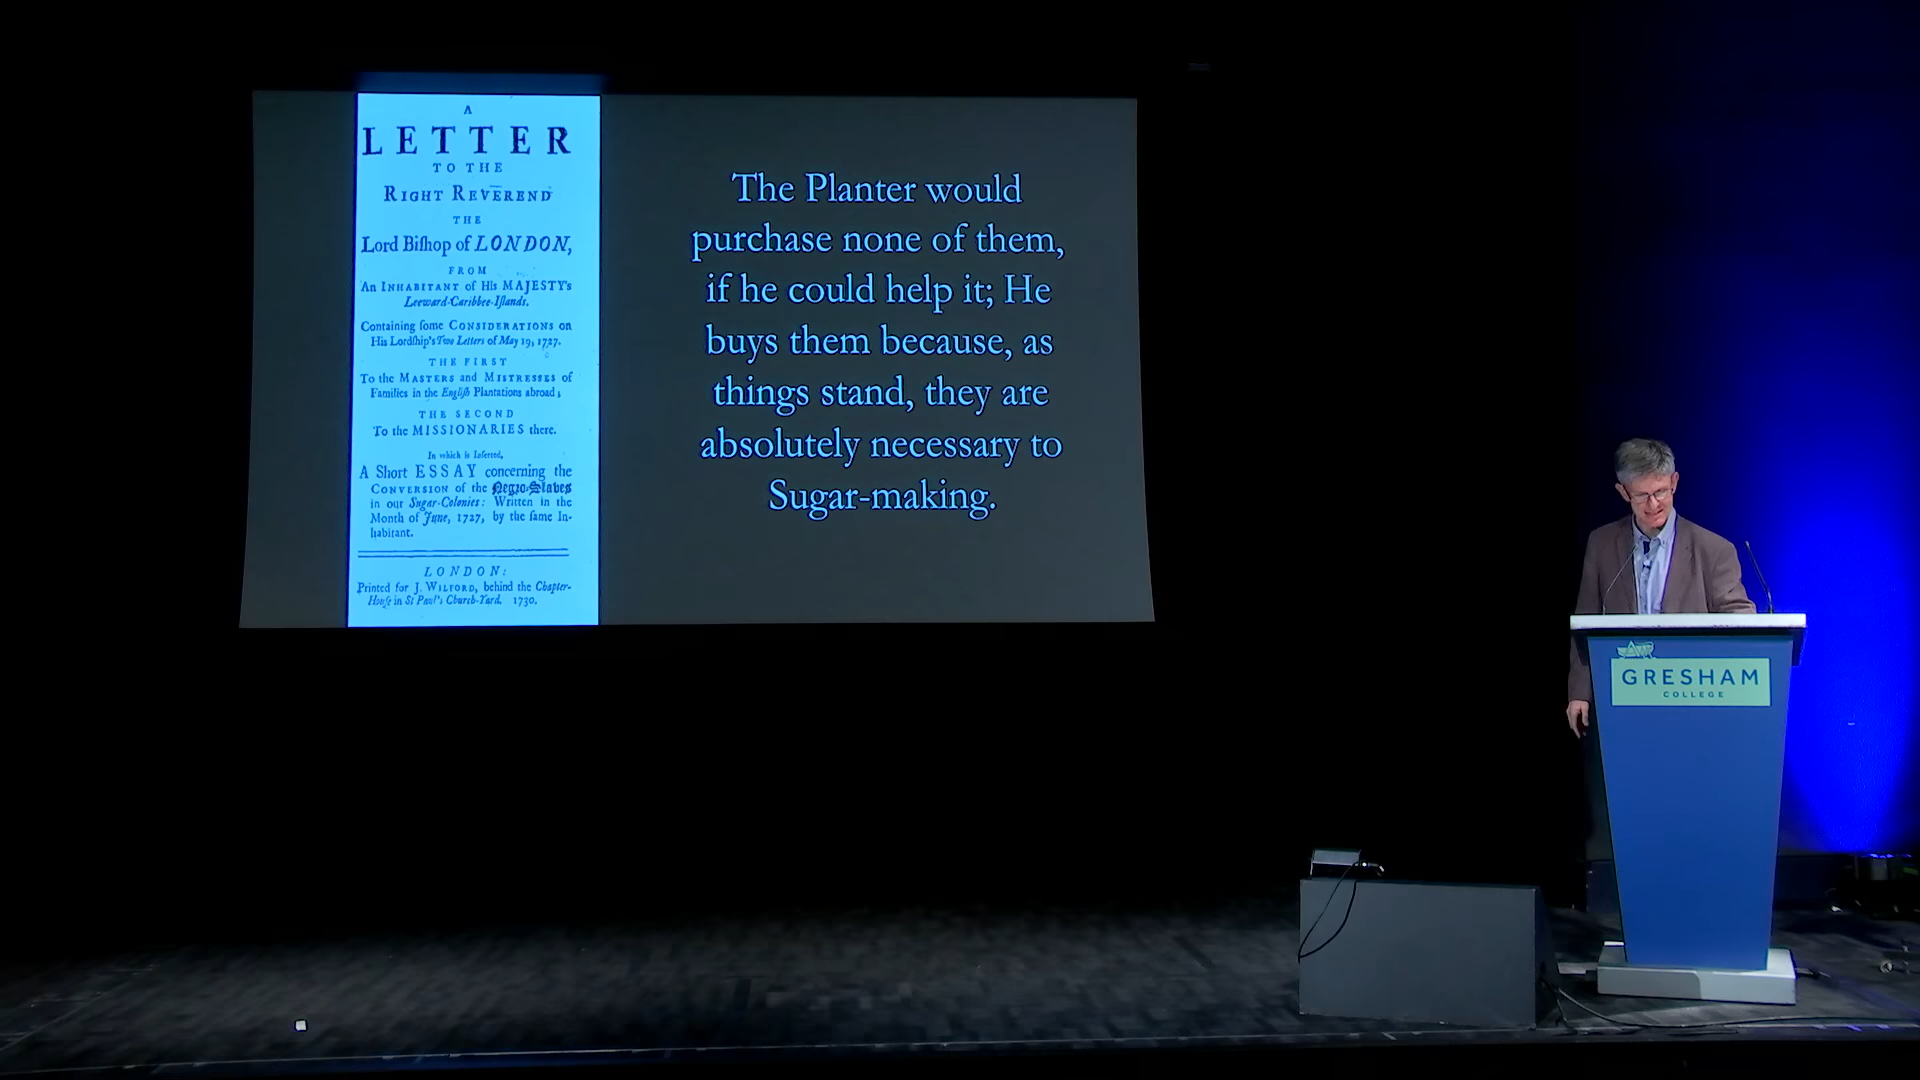 A
LETTER
TO THE
RIGHT REVEREND
THE
Lord Biſhop of LONDON,
FROM
An INHABITANT of His MAJESTY's
Leeward-Caribbee-Iſlands.
Containing ſome CONSIDERATIONS on
His Lordſhip's Two Letters of May 19, 1727.
THE FIRST
To the MASTERS and MISTRESSES of
Families in the Engliſh Plantations abroad;
THE SECOND
To the MISSIONARIES there.
In which is Inſerted,
A Short ESSAY concerning the
CONVERSION of the Negro-Slaves
in our Sugar-Colonies: Written in the
Month of June, 1727, by the ſame In-
habitant.
LONDON:
Printed for J. WILFORD, behind the Chapter-
Houſe in St Paul's Church-Yard. 1730.
The Planter would
purchase none of them,
if he could help it; He
buys them because, as
things stand, they are
absolutely necessary to
Sugar-making.
GRESHAM
COLLEGE